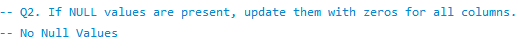 -- Q2. If NULL values are present, update them with zeros for all columns.
-- No Null Values